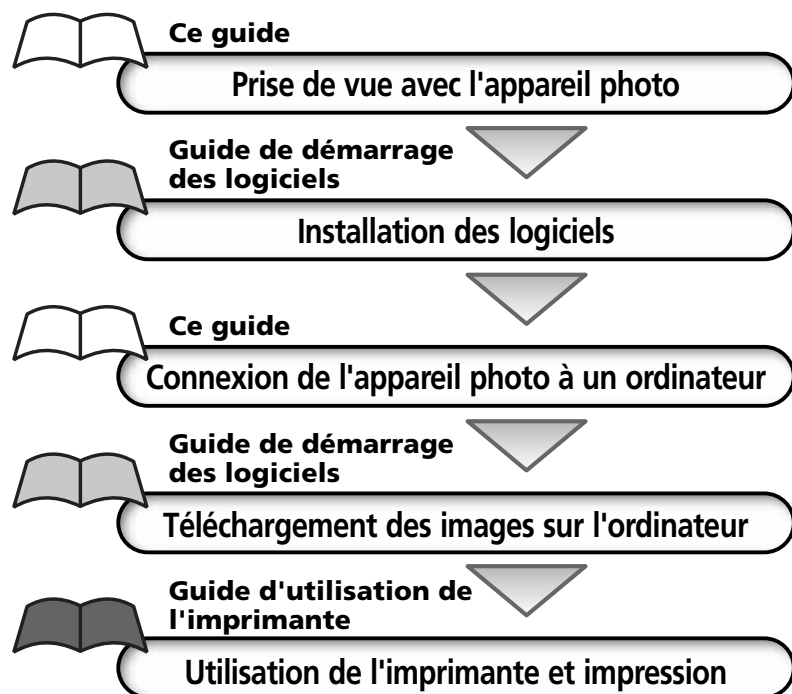 Ce guide
Prise de vue avec l'appareil photo
Guide de démarrage
des logiciels
Installation des logiciels
Ce guide
Connexion de l'appareil photo à un ordinateur
Guide de démarrage
des logiciels
Téléchargement des images sur l'ordinateur
Guide d'utilisation de
l'imprimante
Utilisation de l'imprimante et impression